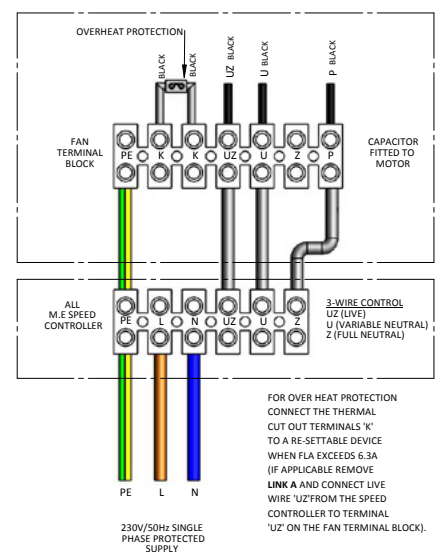 OVERHEAT PROTECTION
BLACK
BLACK
UZ BLACK
U BLACK
P BLACK
FAN
TERMINAL
BLOCK
PE K K UZ U Z P
CAPACITOR
FITTED TO
MOTOR
ALL
M.E SPEED
CONTROLLER
PE L N UZ U Z
3-WIRE CONTROL
UZ (LIVE)
U (VARIABLE NEUTRAL)
Z (FULL NEUTRAL)
FOR OVER HEAT PROTECTION
CONNECT THE THERMAL
CUT OUT TERMINALS 'K'
TO A RE-SETTABLE DEVICE
WHEN FLA EXCEEDS 6.3A
(IF APPLICABLE REMOVE
LINK A AND CONNECT LIVE
WIRE 'UZ'FROM THE SPEED
CONTROLLER TO TERMINAL
'UZ' ON THE FAN TERMINAL BLOCK).
PE L N
230V/50Hz SINGLE
PHASE PROTECTED
SUPPLY